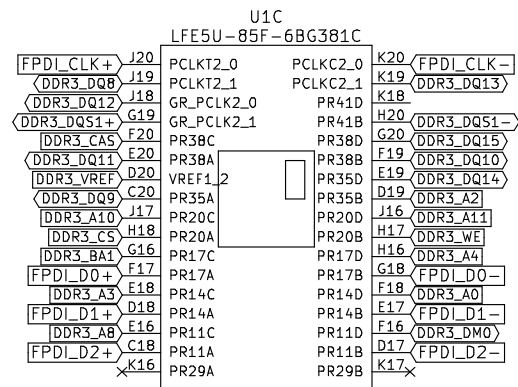 U1C
LFE5U-85F-6BG381C
FPDI_CLK+ J20 PCLKT2_0 PCLKC2_0 K20 FPDI_CLK-
DDR3_DQ8 J19 PCLKT2_1 PCLKC2_1 K19 DDR3_DQ13
DDR3_DQ12 J18 GR_PCLK2_0 PR41D K18
DDR3_DQS1+ G19 GR_PCLK2_1 PR41B H20 DDR3_DQS1-
DDR3_CAS F20 PR38C PR38D G20 DDR3_DQ15
DDR3_DQ11 E20 PR38A PR38B F19 DDR3_DQ10
DDR3_VREF D20 VREF1_2 PR35D E19 DDR3_DQ14
DDR3_DQ9 C20 PR35A PR35B D19 DDR3_A2
DDR3_A10 J17 PR20C PR20D J16 DDR3_A11
DDR3_CS H18 PR20A PR20B H17 DDR3_WE
DDR3_BA1 G16 PR17C PR17D H16 DDR3_A4
FPDI_D0+ F17 PR17A PR17B G18 FPDI_D0-
DDR3_A3 E18 PR14C PR14D F18 DDR3_A0
FPDI_D1+ D18 PR14A PR14B E17 FPDI_D1-
DDR3_A8 E16 PR11C PR11D F16 DDR3_DM0
FPDI_D2+ C18 PR11A PR11B D17 FPDI_D2-
K16 PR29A PR29B K17